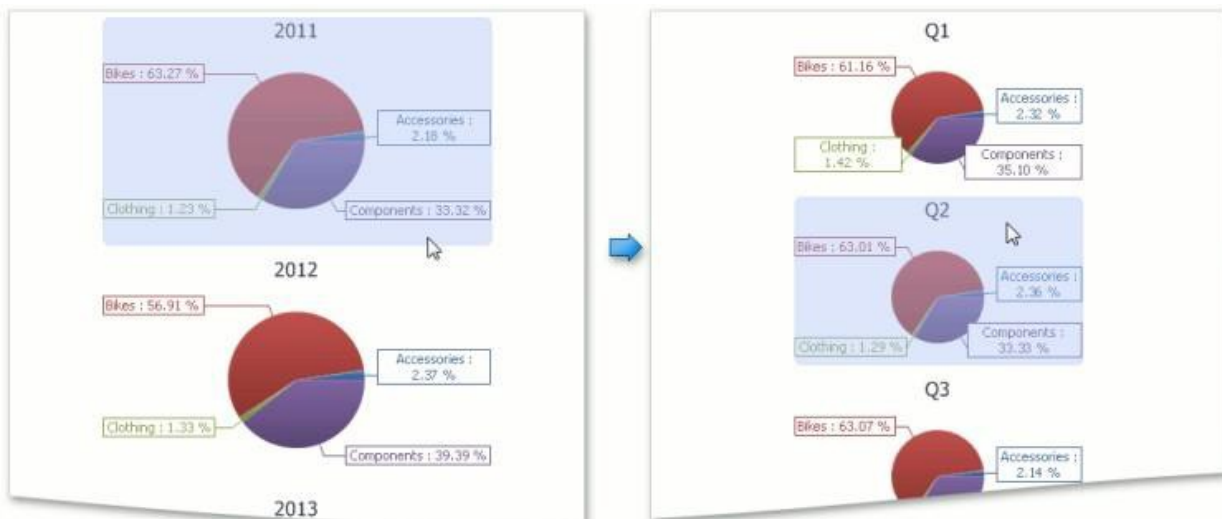 2011
Bikes : 63.27 %
Accessories :
2.18 %
Clothing : 1.23 %
Components : 33.32 %
2012
Bikes : 56.91 %
Accessories :
2.37 %
Clothing : 1.33 %
Components : 39.39 %
2013
Q1
Bikes : 61.16 %
Accessories :
2.32 %
Clothing :
1.42 %
Components :
35.10 %
Q2
Bikes : 63.01 %
Accessories :
2.36 %
Components :
33.33 %
Clothing : 1.29 %
Q3
Bikes : 63.07 %
Accessories :
2.14 %